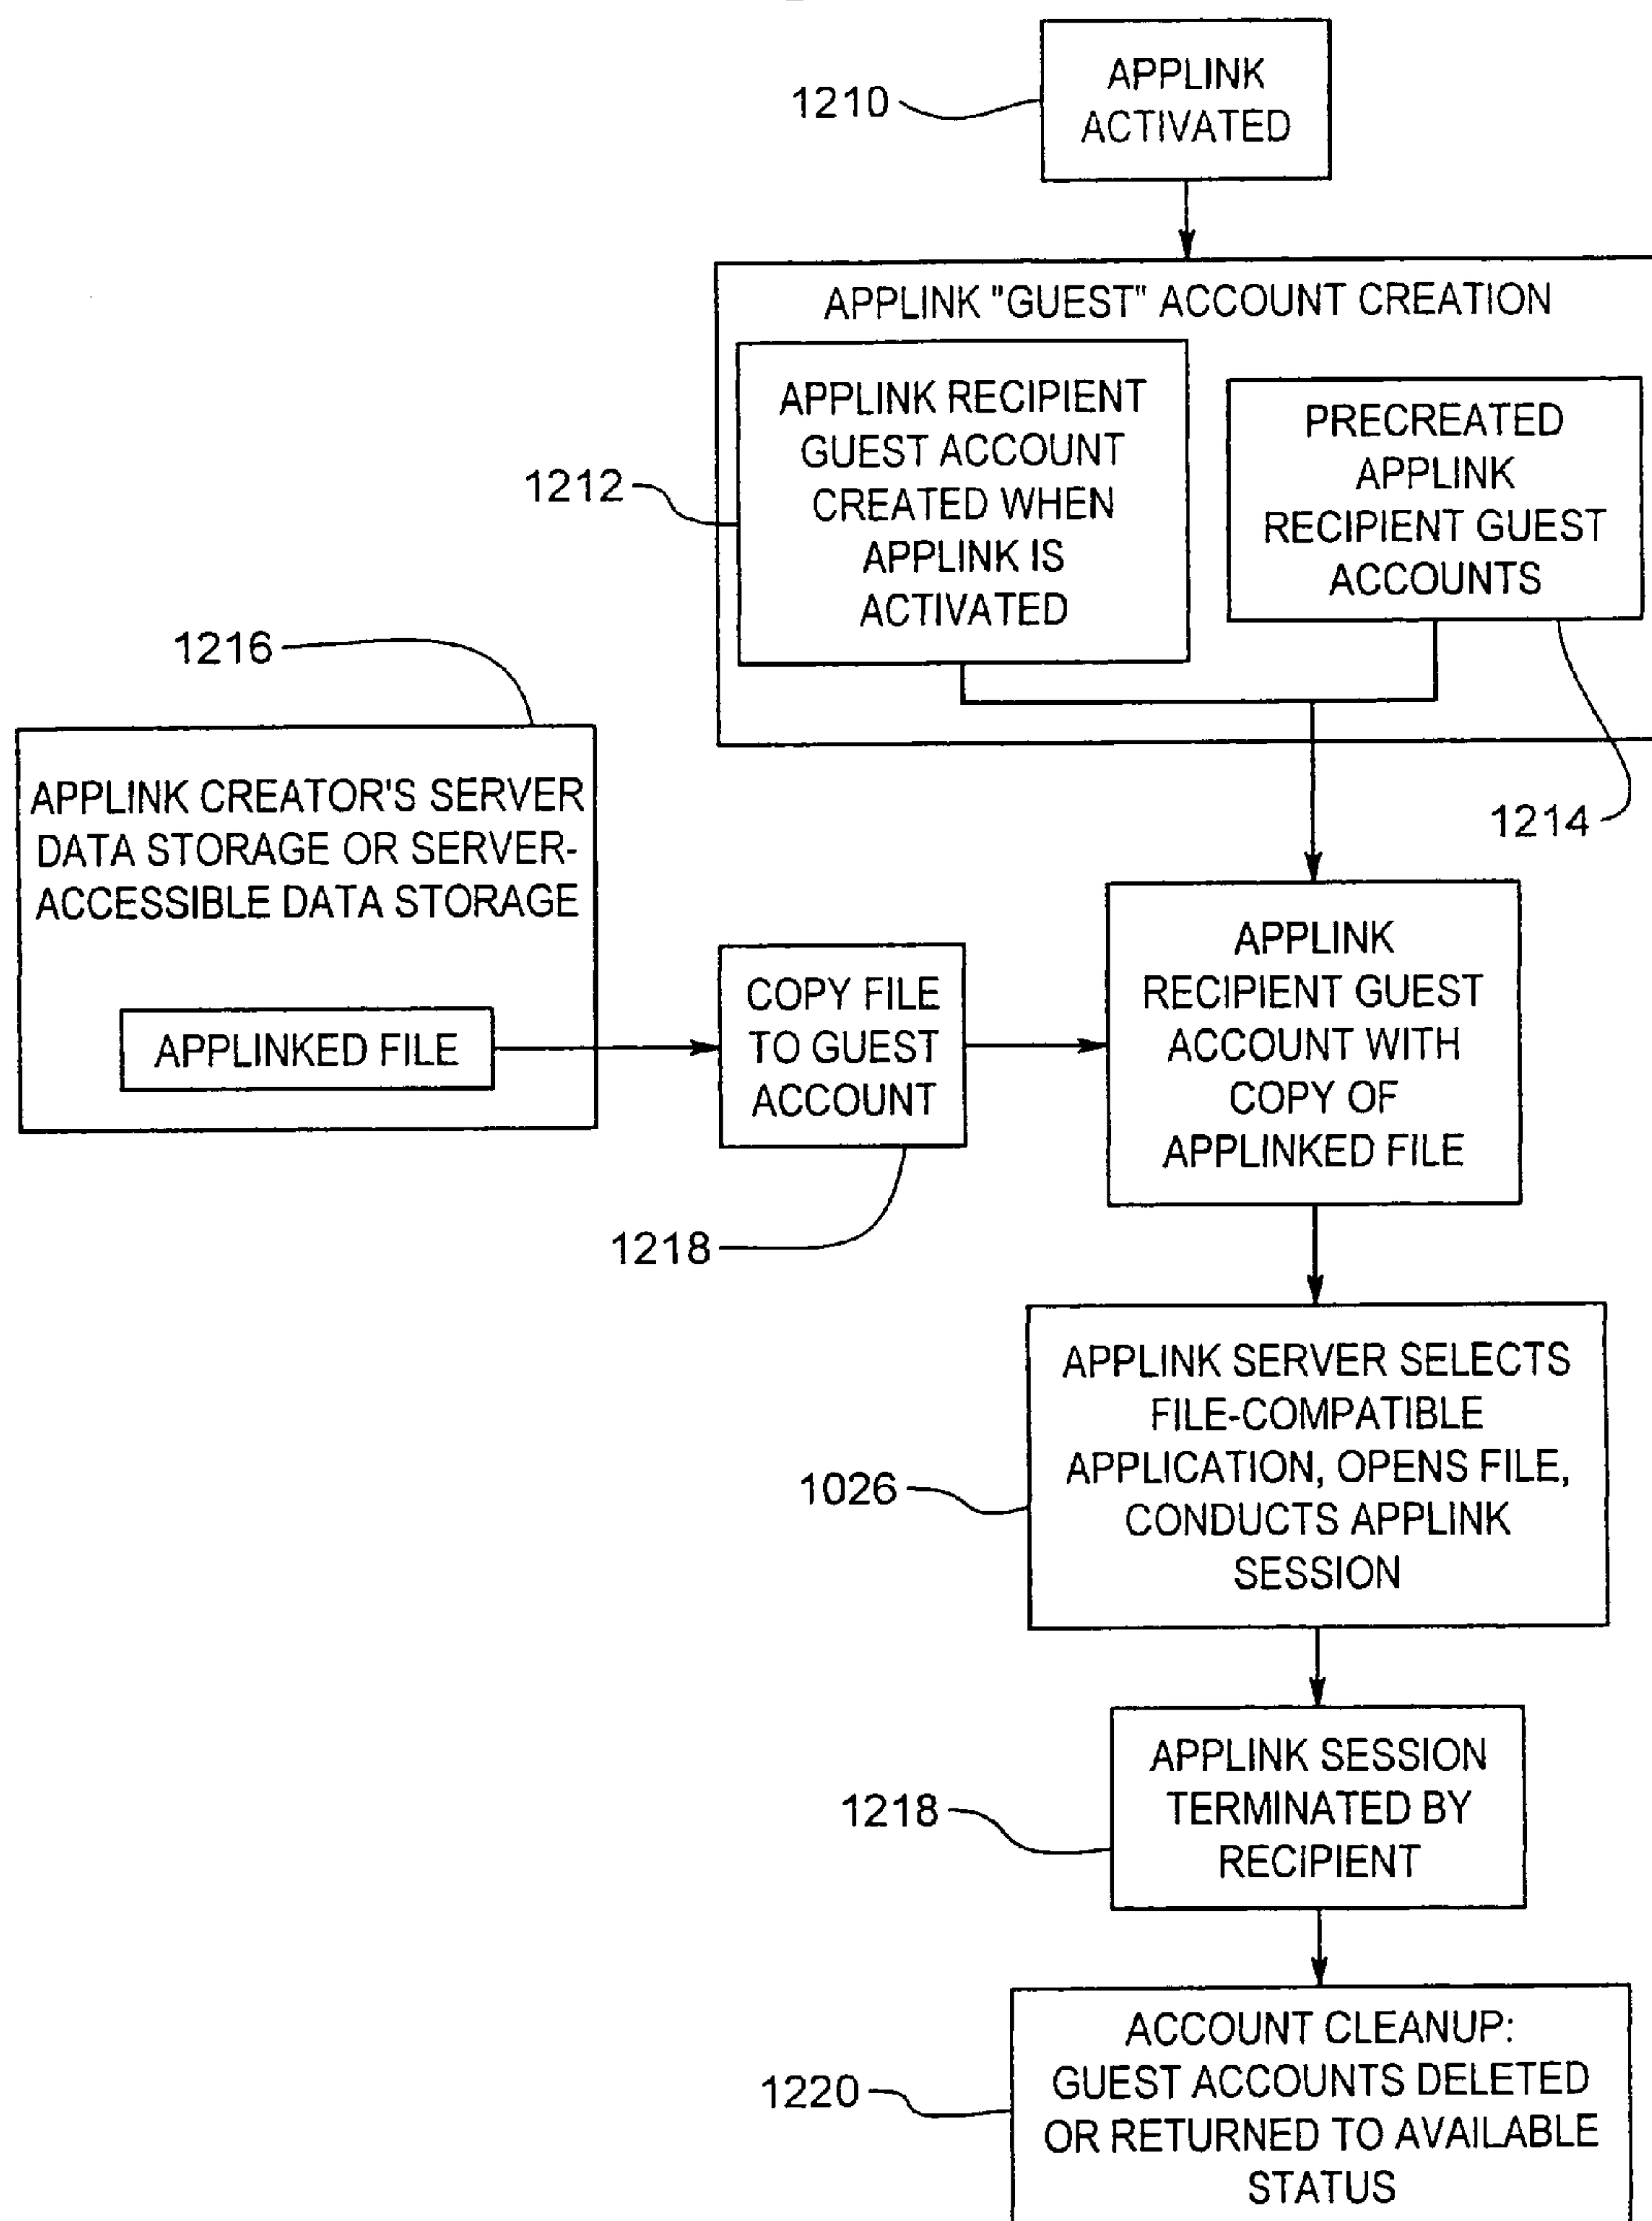 APPLINK
ACTIVATED
1210
APPLINK "GUEST" ACCOUNT CREATION
APPLINK RECIPIENT
GUEST ACCOUNT
CREATED WHEN
APPLINK IS
ACTIVATED
1212
PRECREATED
APPLINK
RECIPIENT GUEST
ACCOUNTS
1214
1216
APPLINK CREATOR'S SERVER
DATA STORAGE OR SERVER-
ACCESSIBLE DATA STORAGE
APPLINKED FILE
COPY FILE
TO GUEST
ACCOUNT
1218
APPLINK
RECIPIENT GUEST
ACCOUNT WITH
COPY OF
APPLINKED FILE
APPLINK SERVER SELECTS
FILE-COMPATIBLE
APPLICATION, OPENS FILE,
CONDUCTS APPLINK
SESSION
1026
APPLINK SESSION
TERMINATED BY
RECIPIENT
1218
ACCOUNT CLEANUP:
GUEST ACCOUNTS DELETED
OR RETURNED TO AVAILABLE
STATUS
1220